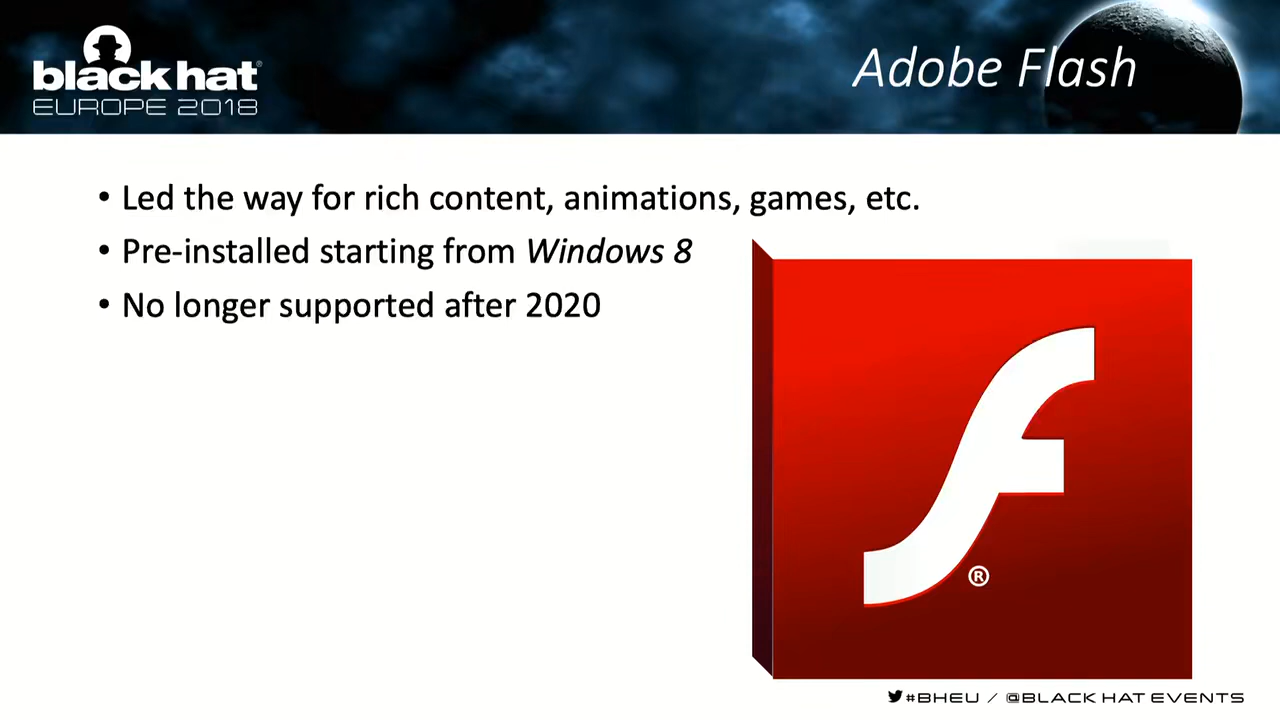 black hat®
EUROPE 2018
Adobe Flash
• Led the way for rich content, animations, games, etc.
• Pre-installed starting from Windows 8
• No longer supported after 2020
f
®
#BHEU / @BLACK HAT EVENTS